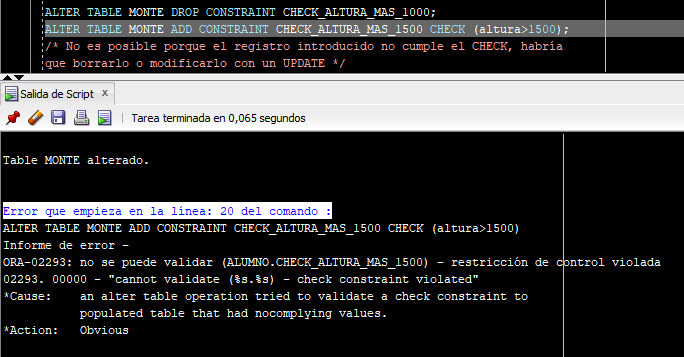 ALTER TABLE MONTE DROP CONSTRAINT CHECK_ALTURA_MAS_1000;
ALTER TABLE MONTE ADD CONSTRAINT CHECK_ALTURA_MAS_1500 CHECK (altura>1500);
/* No es posible porque el registro introducido no cumple el CHECK, habría
que borrarlo o modificarlo con un UPDATE */
Salida de Script x
Tarea terminada en 0,065 segundos
Table MONTE alterado.
Error que empieza en la línea: 20 del comando :
ALTER TABLE MONTE ADD CONSTRAINT CHECK_ALTURA_MAS_1500 CHECK (altura>1500)
Informe de error -
ORA-02293: no se puede validar (ALUMNO.CHECK_ALTURA_MAS_1500) - restricción de control violada
02293. 00000 - "cannot validate (%s.%s) - check constraint violated"
*Cause: an alter table operation tried to validate a check constraint to
populated table that had nocomplying values.
*Action: Obvious